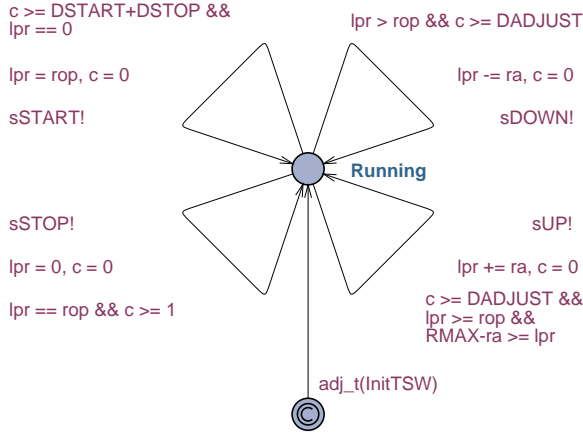 c >= DSTART+DSTOP &&
lpr == 0
lpr = rop, c = 0
sSTART!
lpr > rop && c >= DADJUST
lpr -= ra, c = 0
sDOWN!
Running
sSTOP!
lpr = 0, c = 0
lpr == rop && c >= 1
sUP!
lpr += ra, c = 0
c >= DADJUST &&
lpr >= rop &&
RMAX-ra >= lpr
adj_t(InitTSW)
C